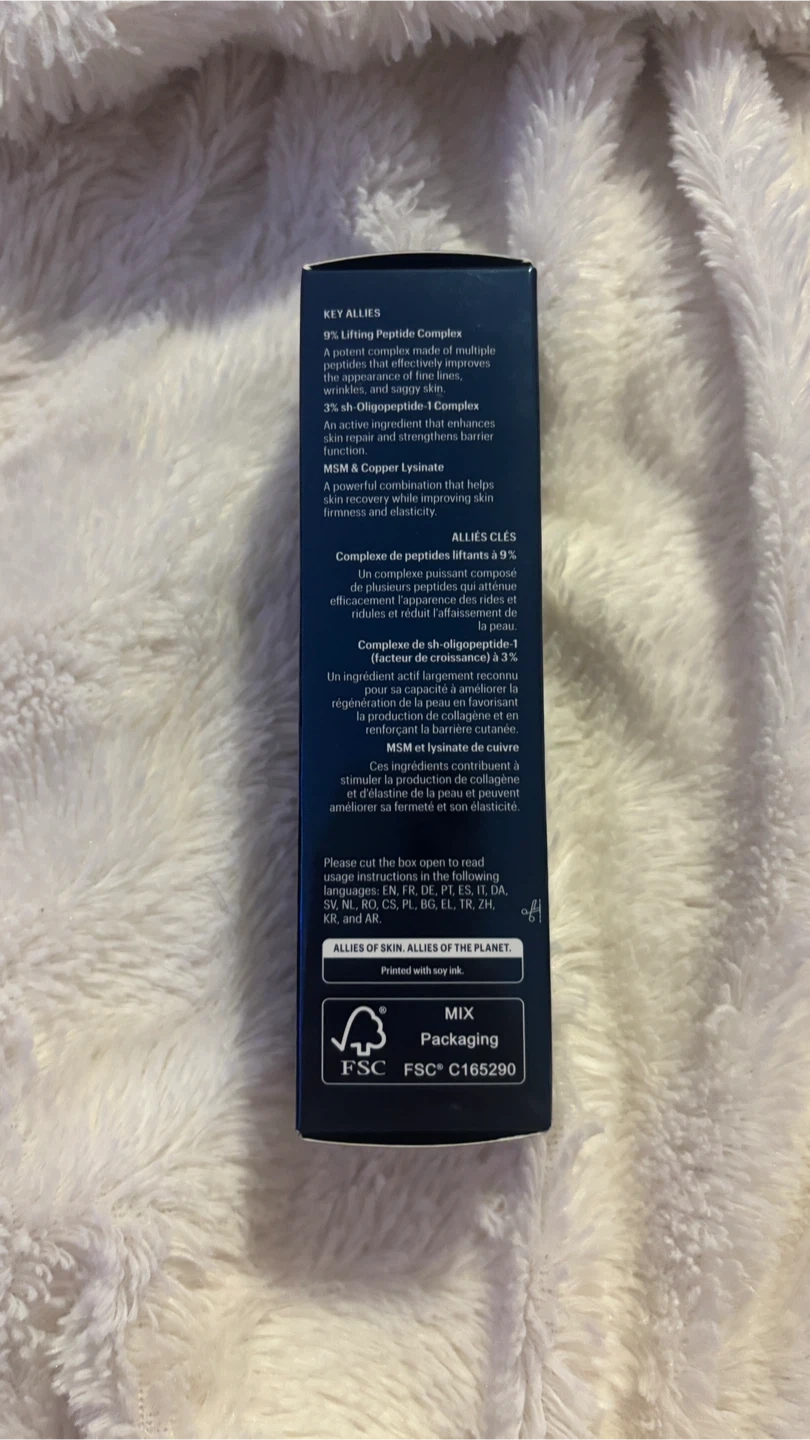 KEY ALLIES
9% Lifting Peptide Complex
A potent complex made of multiple
peptides that effectively improves
the appearance of fine lines,
wrinkles, and saggy skin.
3% sh-Oligopeptide-1 Complex
An active ingredient that enhances
skin repair and strengthens barrier
function.
MSM & Copper Lysinate
A powerful combination that helps
skin recovery while improving skin
firmness and elasticity.
ALLIÉS CLÉS
Complexe de peptides liftants à 9%
Un complexe puissant composé
de plusieurs peptides qui atténue
efficacement l'apparence des rides et
ridules et réduit l'affaissement de
la peau.
Complexe de sh-oligopeptide-1
(facteur de croissance) à 3%
Un ingrédient actif largement reconnu
pour sa capacité à améliorer la
régénération de la peau en favorisant
la production de collagène et en
renforçant la barrière cutanée.
MSM et lysinate de cuivre
Ces ingrédients contribuent à
stimuler la production de collagène
et d'élastine de la peau et peuvent
améliorer sa fermeté et son élasticité.
Please cut the box open to read
usage instructions in the following
languages: EN, FR, DE, PT, ES, IT, DA,
SV, NL, RO, CS, PL, BG, EL, TR, ZH,
KR, and AR.
ALLIES OF SKIN. ALLIES OF THE PLANET.
Printed with soy ink.
®
FSC
MIX
Packaging
FSC® C165290